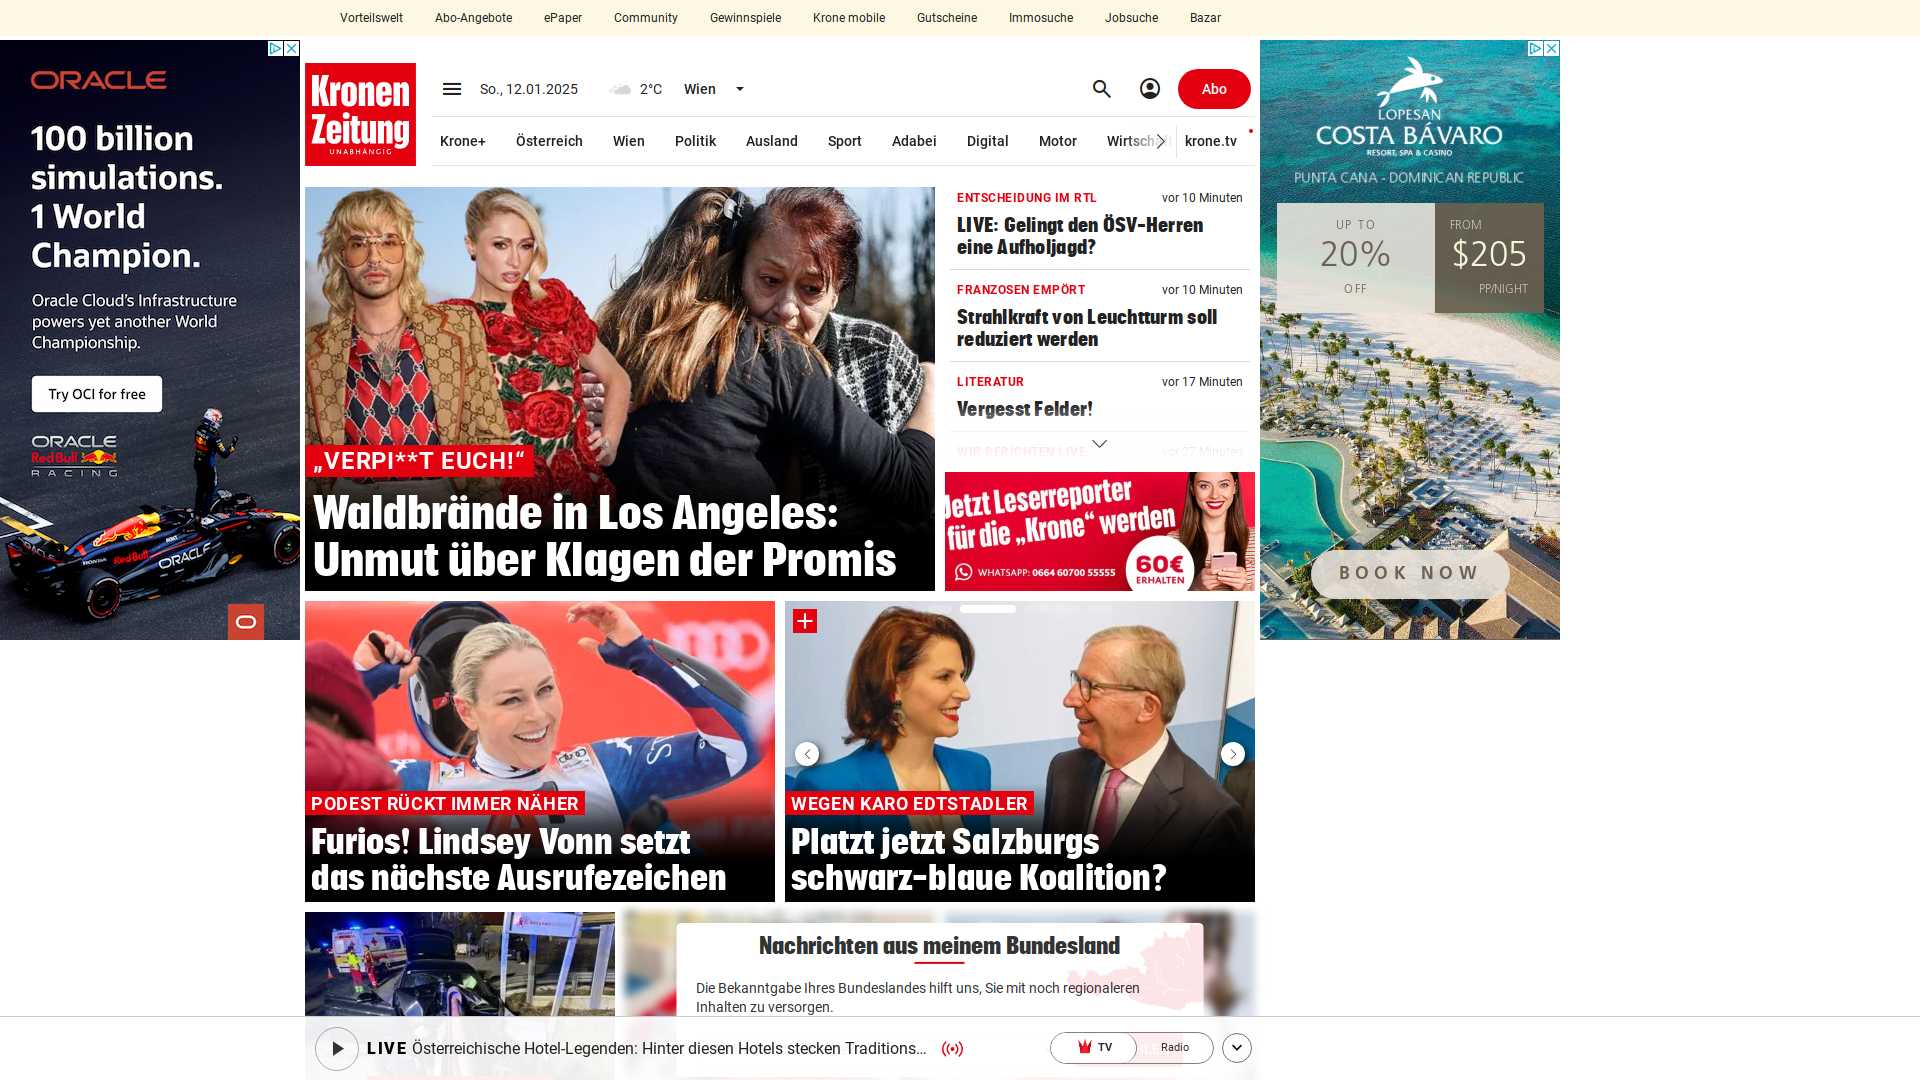 Vorteilswelt
Abo-Angebote
ePaper
Community
Gewinnspiele
Krone mobile
Gutscheine
Immosuche
Jobsuche
Bazar
ORACLE
100 billion
simulations.
1 World
Champion.
Oracle Cloud's Infrastructure
powers yet another World
Championship.
Try OCI for free
ORACLE
Red Bull
RACING
Kronen
Zeitung
UNABHÄNGIG
So., 12.01.2025
2°C
Wien
Abo
Krone+
Österreich
Wien
Politik
Ausland
Sport
Adabei
Digital
Motor
Wirtschaft
krone.tv
„VERPI**T EUCH!“
Waldbrände in Los Angeles:
Unmut über Klagen der Promis
ENTSCHEIDUNG IM RTL
vor 10 Minuten
LIVE: Gelingt den ÖSV-Herren
eine Aufholjagd?
FRANZOSEN EMPÖRT
vor 10 Minuten
Strahlkraft von Leuchtturm soll
reduziert werden
LITERATUR
vor 17 Minuten
Vergesst Felder!
WIR BERICHTEN LIVE
vor 27 Minuten
Jetzt Leserreporter
für die „Krone“ werden
WHATSAPP: 0664 60700 55555
60€
ERHALTEN
LOPESAN
COSTA BÁVARO
RESORT, SPA & CASINO
PUNTA CANA - DOMINICAN REPUBLIC
UP TO
20%
OFF
FROM
$205
PP/NIGHT
BOOK NOW
PODEST RÜCKT IMMER NÄHER
Furios! Lindsey Vonn setzt
das nächste Ausrufezeichen
WEGEN KARO EDTSTADLER
Platzt jetzt Salzburgs
schwarz-blaue Koalition?
Nachrichten aus meinem Bundesland
Die Bekanntgabe Ihres Bundeslandes hilft uns, Sie mit noch regionaleren
Inhalten zu versorgen.
LIVE Österreichische Hotel-Legenden: Hinter diesen Hotels stecken Traditions...
TV
Radio